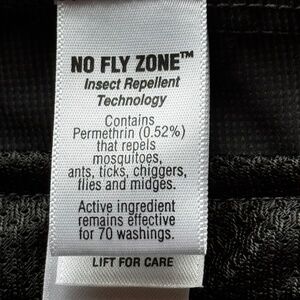 NO FLY ZONE™
Insect Repellent
Technology
Contains
Permethrin (0.52%)
that repels
mosquitoes,
ants, ticks, chiggers,
flies and midges.
Active ingredient
remains effective
for 70 washings.
LIFT FOR CARE